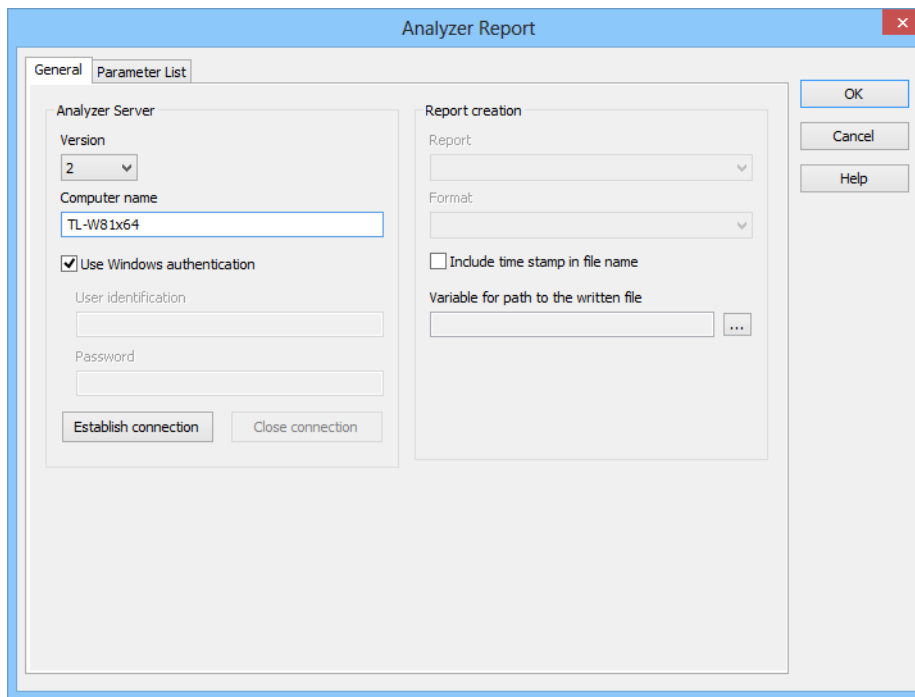 Analyzer Report
General
Parameter List
Analyzer Server
Version
2
Computer name
TL-W81x64
Use Windows authentication
User identification
Password
Establish connection
Close connection
Report creation
Report
Format
Include time stamp in file name
Variable for path to the written file
...
OK
Cancel
Help